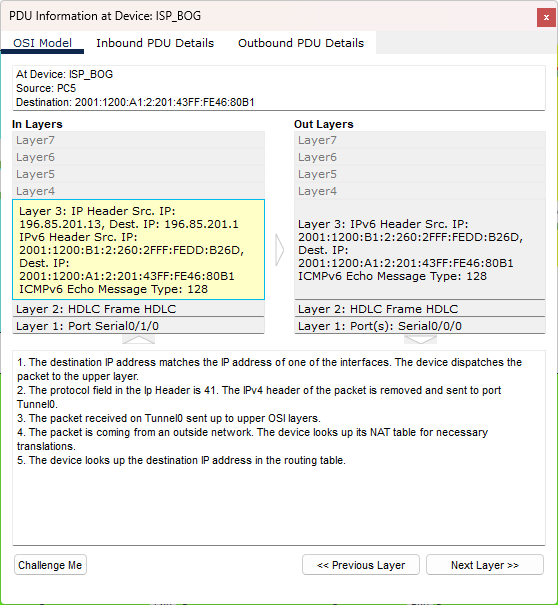 PDU Information at Device: ISP_BOG
x
OSI Model
Inbound PDU Details
Outbound PDU Details
At Device: ISP_BOG
Source: PC5
Destination: 2001:1200:A1:2:201:43FF:FE46:80B1
In Layers
Layer7
Layer6
Layer5
Layer4
Layer 3: IP Header Src. IP:
196.85.201.13, Dest. IP: 196.85.201.1
IPv6 Header Src. IP:
2001:1200:B1:2:260:2FFF:FEDD:B26D,
Dest. IP:
2001:1200:A1:2:201:43FF:FE46:80B1
ICMPv6 Echo Message Type: 128
Layer 2: HDLC Frame HDLC
Layer 1: Port Serial0/1/0
Out Layers
Layer7
Layer6
Layer5
Layer4
Layer 3: IPv6 Header Src. IP:
2001:1200:B1:2:260:2FFF:FEDD:B26D,
Dest. IP:
2001:1200:A1:2:201:43FF:FE46:80B1
ICMPv6 Echo Message Type: 128
Layer 2: HDLC Frame HDLC
Layer 1: Port(s): Serial0/0/0
1. The destination IP address matches the IP address of one of the interfaces. The device dispatches the
packet to the upper layer.
2. The protocol field in the Ip Header is 41. The IPv4 header of the packet is removed and sent to port
Tunnel0.
3. The packet received on Tunnel0 sent up to upper OSI layers.
4. The packet is coming from an outside network. The device looks up its NAT table for necessary
translations.
5. The device looks up the destination IP address in the routing table.
Challenge Me
<< Previous Layer
Next Layer >>